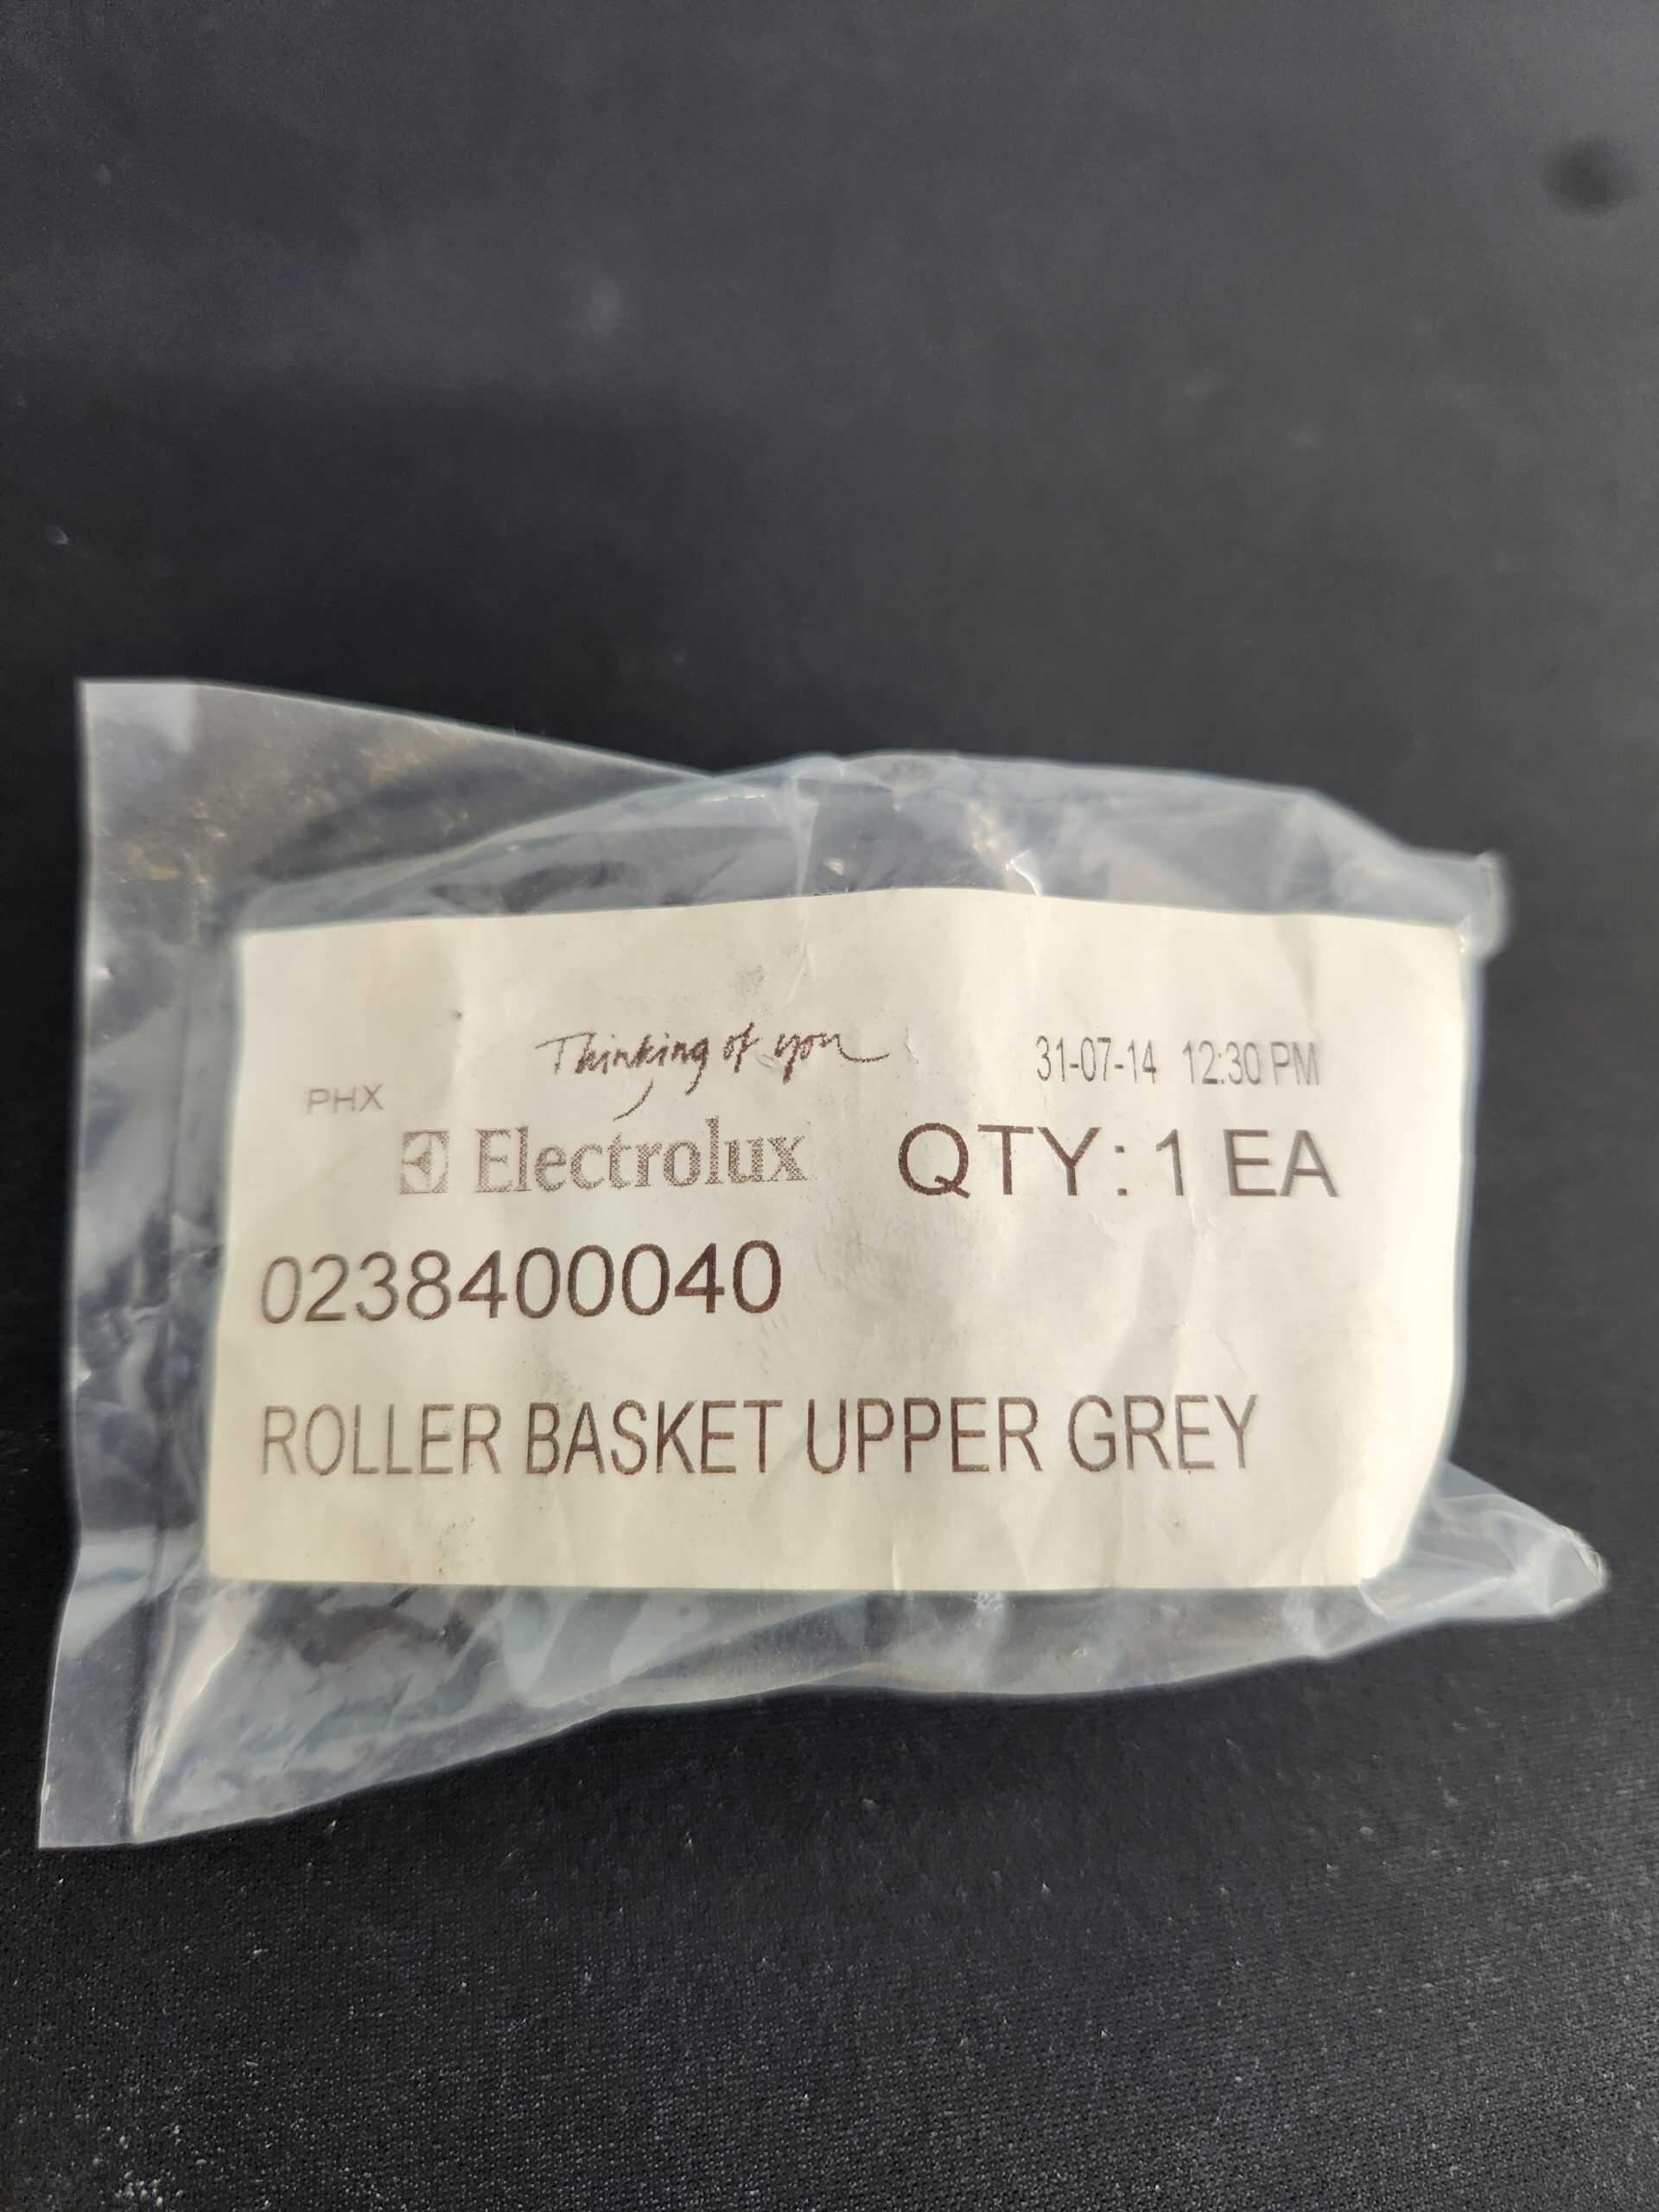 Thinking of you
31-07-14 12:30 PM
PHX
Electrolux QTY: 1 EA
0238400040
ROLLER BASKET UPPER GREY